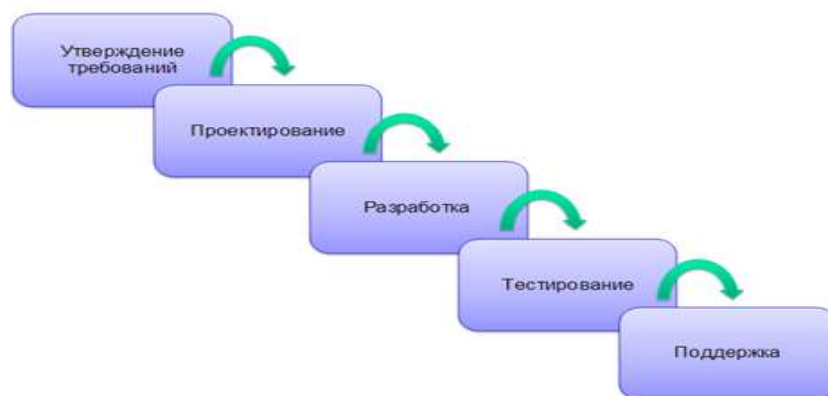 Утверждение
требований
Проектирование
Разработка
Тестирование
Поддержка